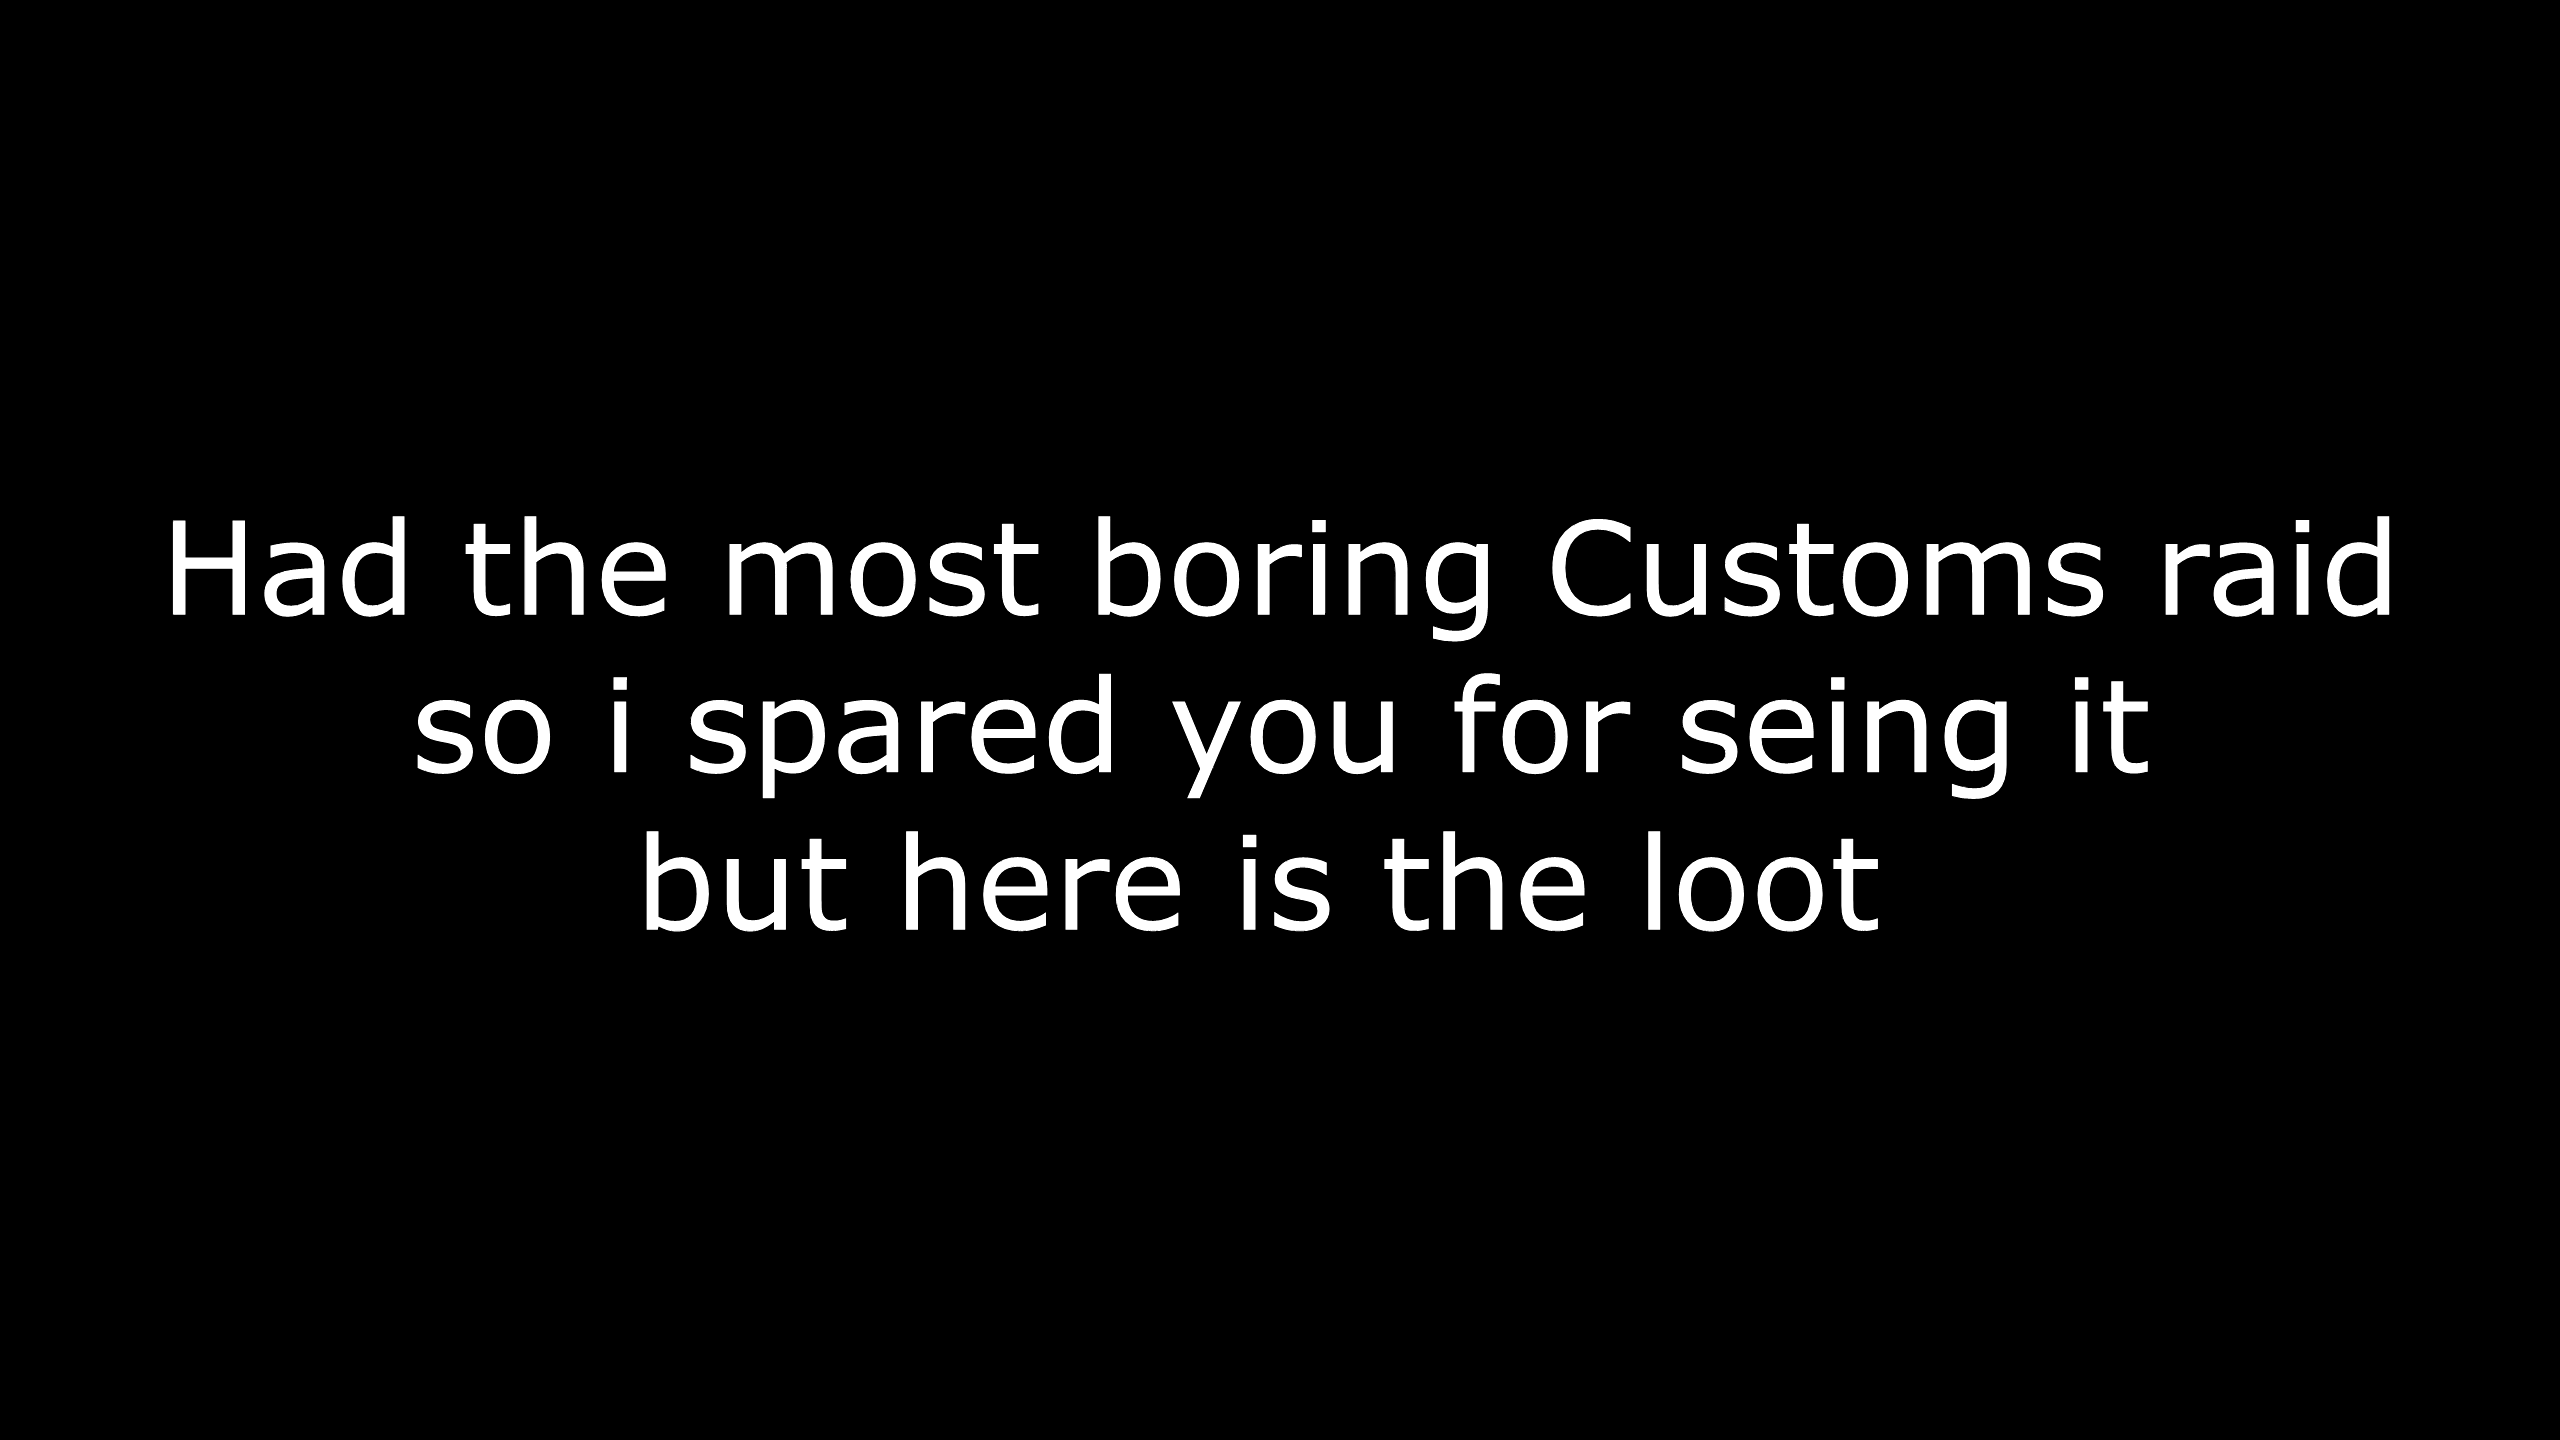 Had the most boring Customs raid
so i spared you for seing it
but here is the loot